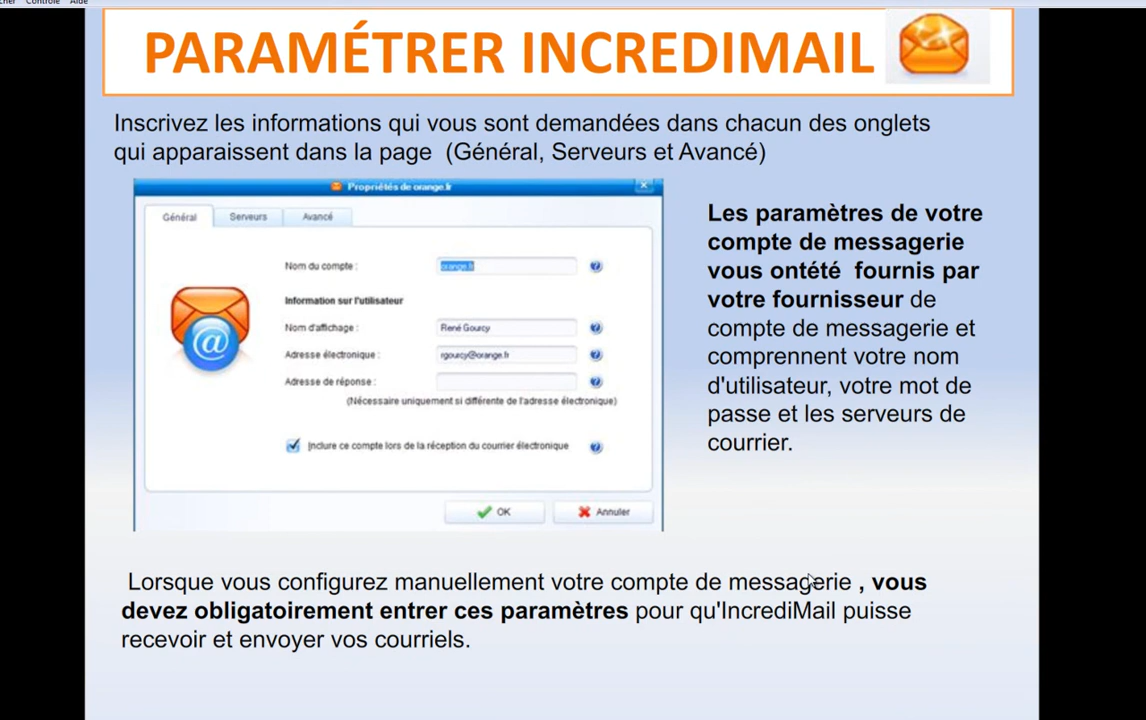 Contrôle Aide
PARAMÉTRER INCREDIMAIL
Inscrivez les informations qui vous sont demandées dans chacun des onglets
qui apparaissent dans la page (Général, Serveurs et Avancé)
Propriétés de orange.fr
Général Serveurs Avancé
Nom du compte : orange.fr
Information sur l'utilisateur
Nom d'affichage : René Gourcy
Adresse électronique : rgourcy@orange.fr
Adresse de réponse :
(Nécessaire uniquement si différente de l'adresse électronique)
Inclure ce compte lors de la réception du courrier électronique
OK Annuler
Les paramètres de votre
compte de messagerie
vous ontété fournis par
votre fournisseur de
compte de messagerie et
comprennent votre nom
d'utilisateur, votre mot de
passe et les serveurs de
courrier.
Lorsque vous configurez manuellement votre compte de messagerie , vous
devez obligatoirement entrer ces paramètres pour qu'IncrediMail puisse
recevoir et envoyer vos courriels.